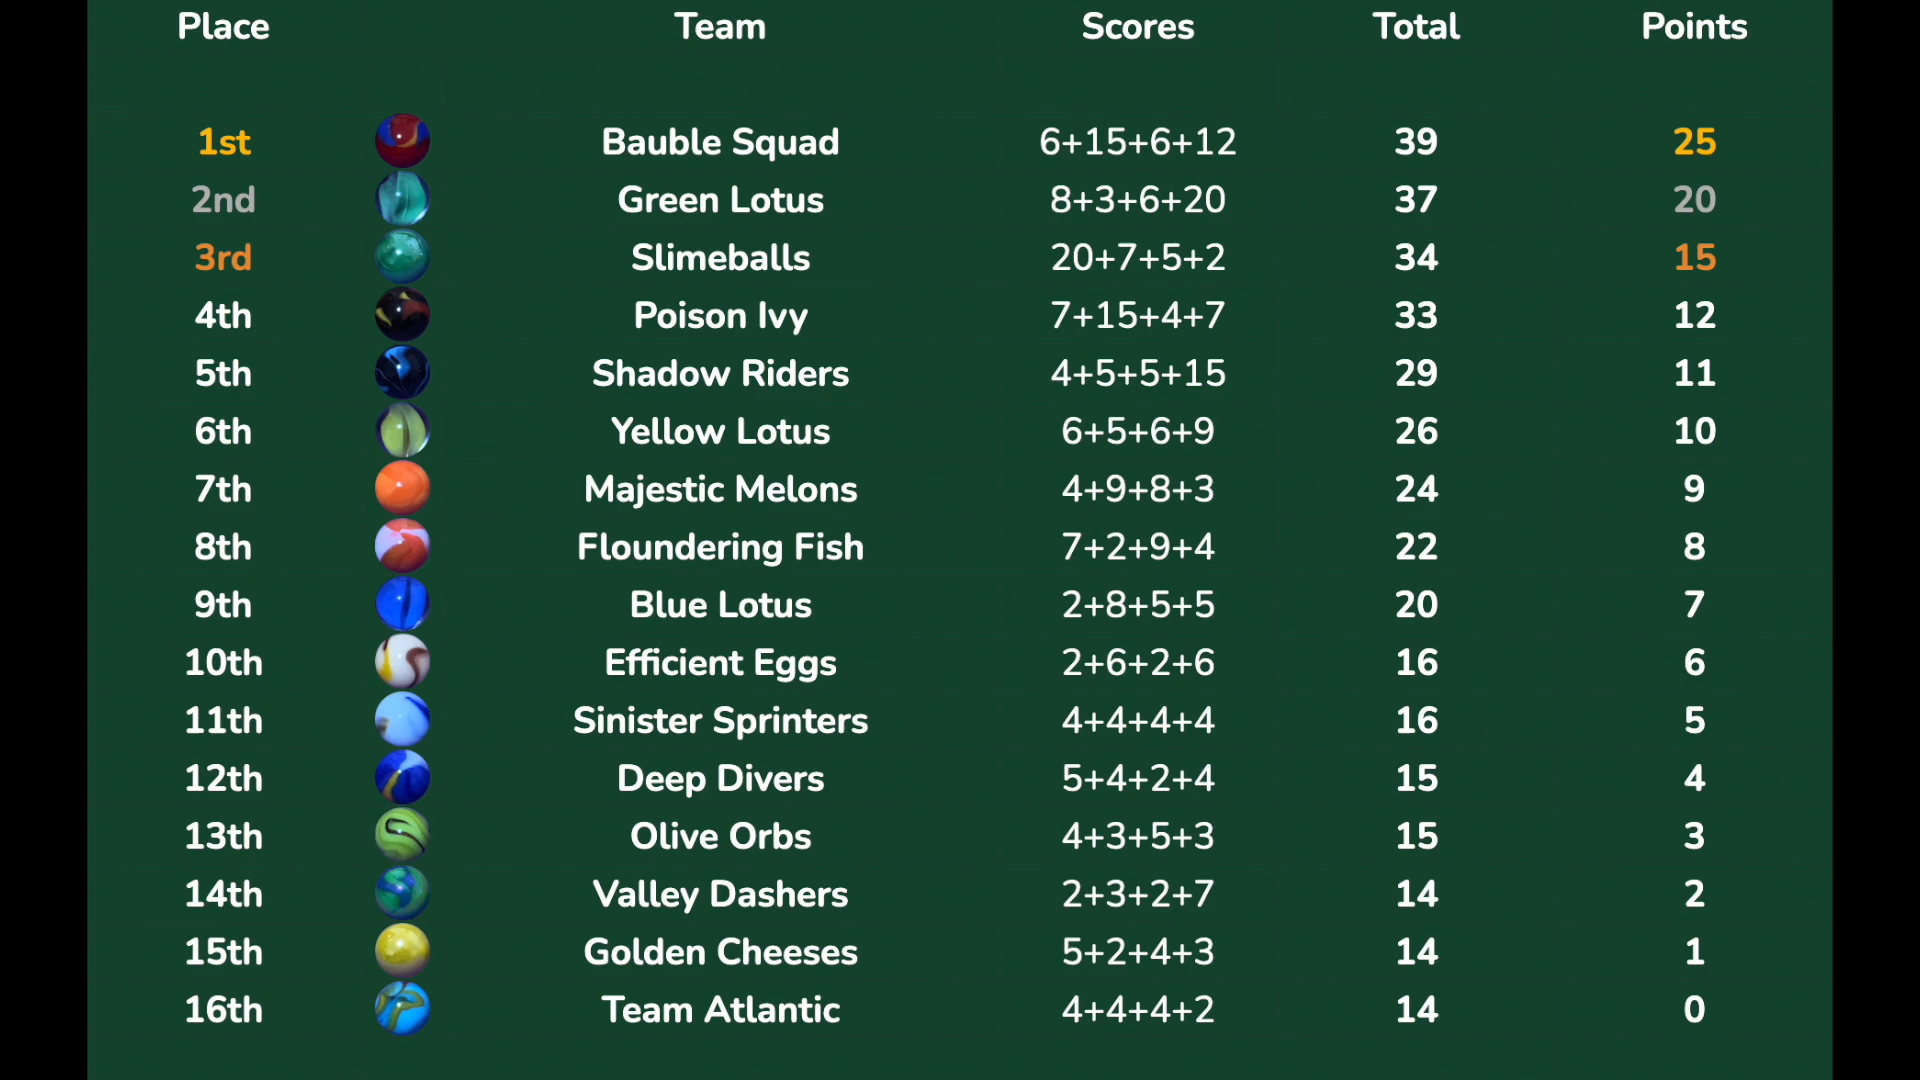 Place Team Scores Total Points
1st Bauble Squad 6+15+6+12 39 25
2nd Green Lotus 8+3+6+20 37 20
3rd Slimeballs 20+7+5+2 34 15
4th Poison Ivy 7+15+4+7 33 12
5th Shadow Riders 4+5+5+15 29 11
6th Yellow Lotus 6+5+6+9 26 10
7th Majestic Melons 4+9+8+3 24 9
8th Floundering Fish 7+2+9+4 22 8
9th Blue Lotus 2+8+5+5 20 7
10th Efficient Eggs 2+6+2+6 16 6
11th Sinister Sprinters 4+4+4+4 16 5
12th Deep Divers 5+4+2+4 15 4
13th Olive Orbs 4+3+5+3 15 3
14th Valley Dashers 2+3+2+7 14 2
15th Golden Cheeses 5+2+4+3 14 1
16th Team Atlantic 4+4+4+2 14 0